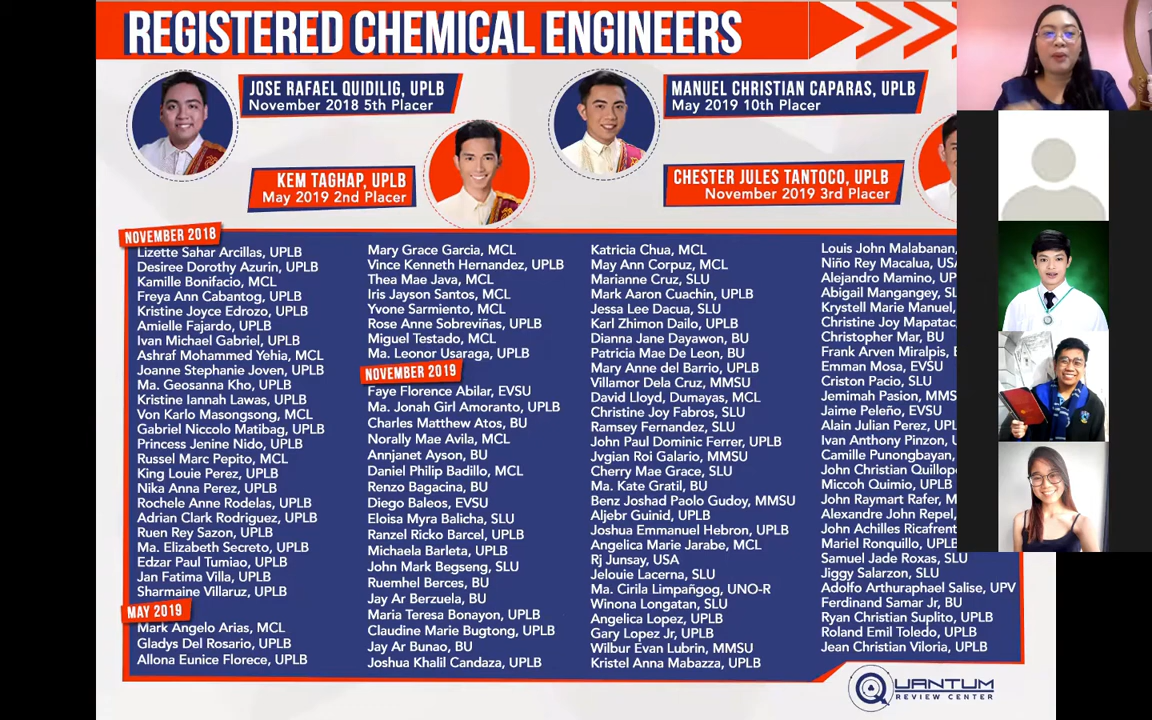 REGISTERED CHEMICAL ENGINEERS
JOSE RAFAEL QUIDILIG, UPLB
November 2018 5th Placer
KEM TAGHAP, UPLB
May 2019 2nd Placer
MANUEL CHRISTIAN CAPARAS, UPLB
May 2019 10th Placer
CHESTER JULES TANTOCO, UPLB
November 2019 3rd Placer
NOVEMBER 2018
Lizette Sahar Arcillas, UPLB
Desiree Dorothy Azurin, UPLB
Kamille Bonifacio, MCL
Freya Ann Cabantog, UPLB
Kristine Joyce Edrozo, UPLB
Amielle Fajardo, UPLB
Ivan Michael Gabriel, UPLB
Ashraf Mohammed Yehia, MCL
Joanne Stephanie Joven, UPLB
Ma. Geosanna Kho, UPLB
Kristine Iannah Lawas, UPLB
Von Karlo Masongsong, MCL
Gabriel Niccolo Matibag, UPLB
Princess Jenine Nido, UPLB
Russel Marc Pepito, MCL
King Louie Perez, UPLB
Nika Anna Perez, UPLB
Rochele Anne Rodelas, UPLB
Adrian Clark Rodriguez, UPLB
Ruen Rey Sazon, UPLB
Ma. Elizabeth Secreto, UPLB
Edzar Paul Tumiao, UPLB
Jan Fatima Villa, UPLB
Sharmaine Villaruz, UPLB
MAY 2019
Mark Angelo Arias, MCL
Gladys Del Rosario, UPLB
Allona Eunice Florece, UPLB
Mary Grace Garcia, MCL
Vince Kenneth Hernandez, UPLB
Thea Mae Java, MCL
Iris Jayson Santos, MCL
Yvone Sarmiento, MCL
Rose Anne Sobreviñas, UPLB
Miguel Testado, MCL
Ma. Leonor Usaraga, UPLB
NOVEMBER 2019
Faye Florence Abilar, EVSU
Ma. Jonah Girl Amoranto, UPLB
Charles Matthew Atos, BU
Norally Mae Avila, MCL
Annjanet Ayson, BU
Daniel Philip Badillo, MCL
Renzo Bagacina, BU
Diego Baleos, EVSU
Eloisa Myra Balicha, SLU
Ranzel Ricko Barcel, UPLB
Michaela Barleta, UPLB
John Mark Begseng, SLU
Ruemhel Berces, BU
Jay Ar Berzuela, BU
Maria Teresa Bonayon, UPLB
Claudine Marie Bugtong, UPLB
Jay Ar Bunao, BU
Joshua Khalil Candaza, UPLB
Katricia Chua, MCL
May Ann Corpuz, MCL
Marianne Cruz, SLU
Mark Aaron Cuachin, UPLB
Jessa Lee Dacua, SLU
Karl Zhimon Dailo, UPLB
Dianna Jane Dayawon, BU
Patricia Mae De Leon, BU
Mary Anne del Barrio, UPLB
Villamor Dela Cruz, MMSU
David Lloyd, Dumayas, MCL
Christine Joy Fabros, SLU
Ramsey Fernandez, SLU
John Paul Dominic Ferrer, UPLB
Jvgian Roi Galario, MMSU
Cherry Mae Grace, SLU
Ma. Kate Gratil, BU
Benz Joshad Paolo Gudoy, MMSU
Aljebr Guinid, UPLB
Joshua Emmanuel Hebron, UPLB
Angelica Marie Jarabe, MCL
Rj Junsay, USA
Jelouie Lacerna, SLU
Ma. Cirila Limpañgog, UNO-R
Winona Longatan, SLU
Angelica Lopez, UPLB
Gary Lopez Jr, UPLB
Wilbur Evan Lubrin, MMSU
Kristel Anna Mabazza, UPLB
Louis John Malabanan,
Niño Rey Macalua,
Alejandro Mamino,
Abigail Mangangey,
Krystell Marie Manuel,
Christine Joy Mapatac,
Christopher Mar, BU
Frank Arven Miralpis,
Emman Mosa, EVSU
Criston Pacio, SLU
Jemimah Pasion, MMS
Jaime Peleño, EVSU
Alain Julian Perez,
Ivan Anthony Pinzon,
Camille Punongbayan,
John Christian Quillop
Miccoh Quimio, UPLB
John Raymart Rafer,
Alexandre John Repel,
John Achilles Ricafrent
Mariel Ronquillo, UPLB
Samuel Jade Roxas, SLU
Jiggy Salarzon, SLU
Adolfo Arthuraphael Salise, UPV
Ferdinand Samar Jr, BU
Ryan Christian Suplito, UPLB
Roland Emil Toledo, UPLB
Jean Christian Viloria, UPLB
QUANTUM
REVIEW CENTER